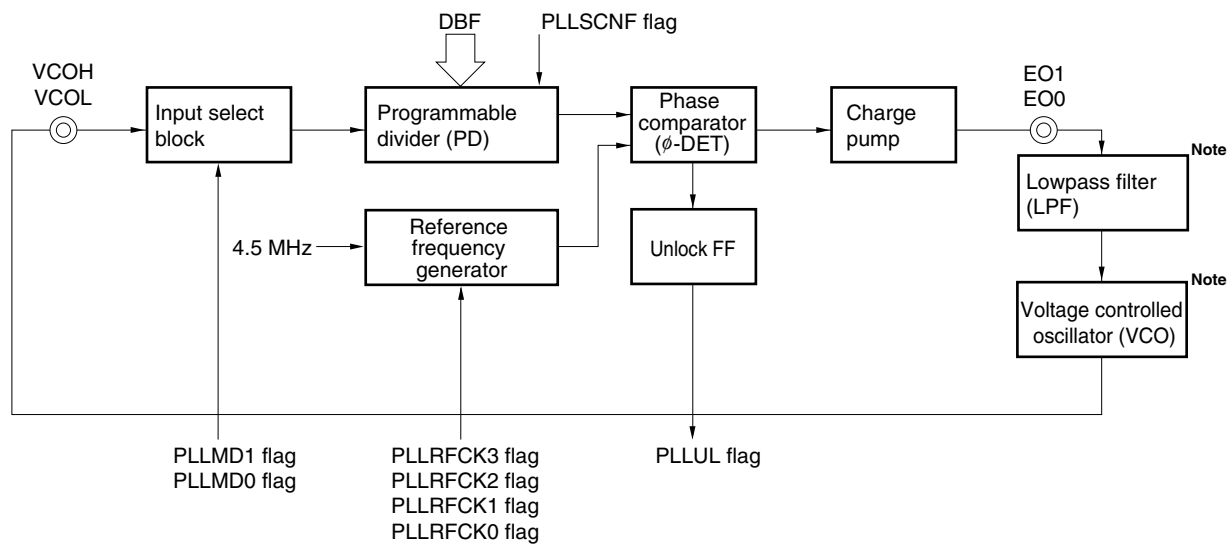 DBF
PLLSCNF flag
VCOH
VCOL
Input select
block
Programmable
divider (PD)
Phase
comparator
(ϕ-DET)
Charge
pump
EO1
EO0
Note
Lowpass filter
(LPF)
4.5 MHz
Reference
frequency
generator
Unlock FF
Note
Voltage controlled
oscillator (VCO)
PLLMD1 flag
PLLMD0 flag
PLLRFCK3 flag
PLLRFCK2 flag
PLLRFCK1 flag
PLLRFCK0 flag
PLLUL flag